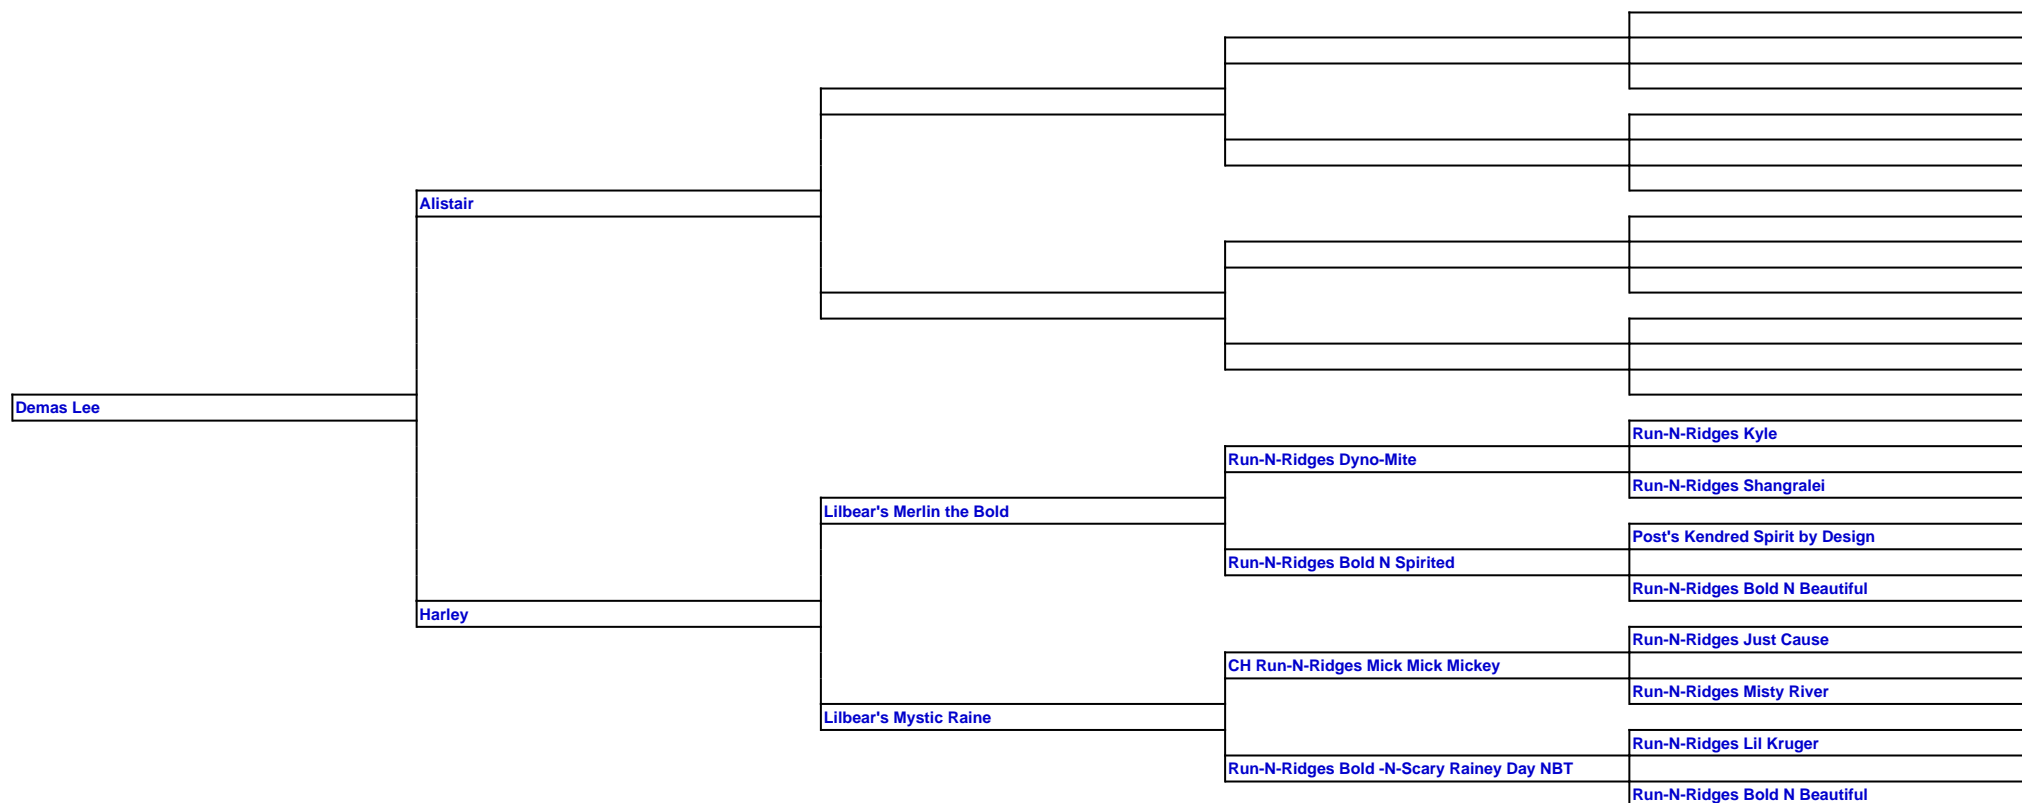 Alistair
Demas Lee
Run-N-Ridges Kyle
Run-N-Ridges Dyno-Mite
Run-N-Ridges Shangralei
Lilbear's Merlin the Bold
Post's Kendred Spirit by Design
Run-N-Ridges Bold N Spirited
Run-N-Ridges Bold N Beautiful
Harley
Run-N-Ridges Just Cause
CH Run-N-Ridges Mick Mick Mickey
Run-N-Ridges Misty River
Lilbear's Mystic Raine
Run-N-Ridges Lil Kruger
Run-N-Ridges Bold -N-Scary Rainey Day NBT
Run-N-Ridges Bold N Beautiful